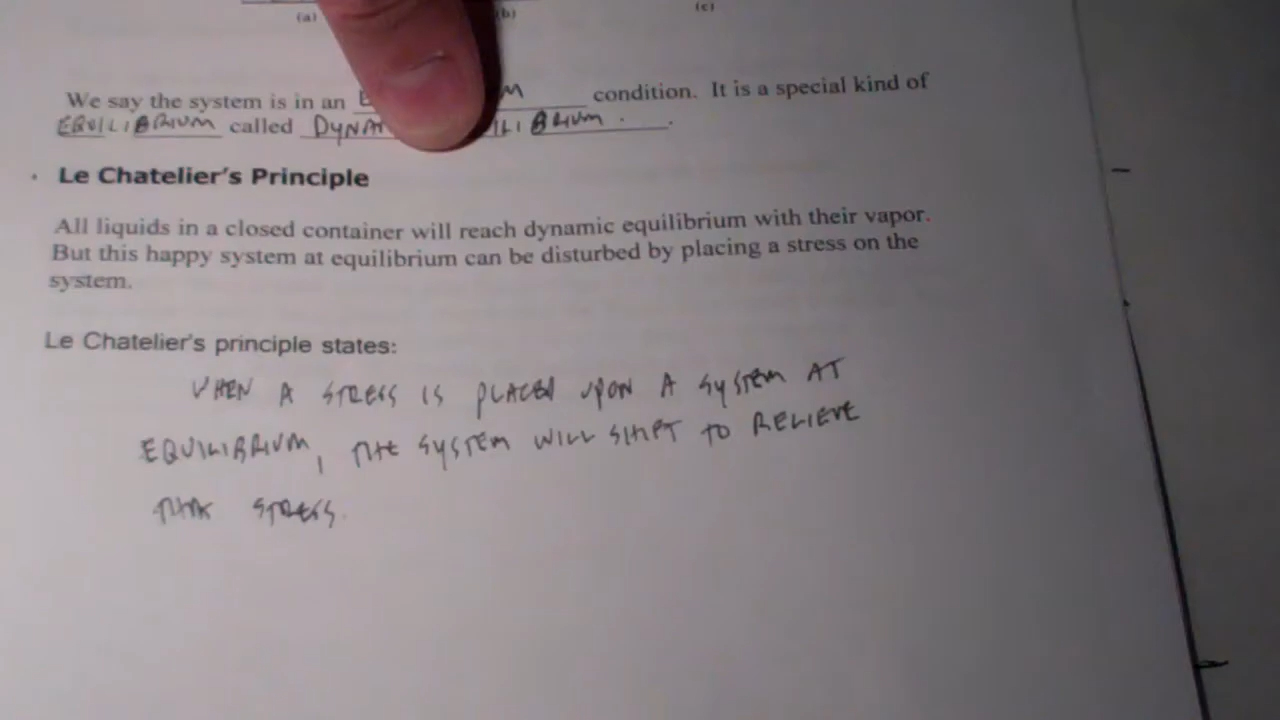 (a) (b) (c)
We say the system is in an condition. It is a special kind of
EQUILIBRIUM called
Le Chatelier's Principle
All liquids in a closed container will reach dynamic equilibrium with their vapor.
But this happy system at equilibrium can be disturbed by placing a stress on the
system.
Le Chatelier's principle states:
WHEN A STRESS IS PLACED UPON A SYSTEM AT
EQUILIBRIUM, THE SYSTEM WILL SHIFT TO RELIEVE
THAT STRESS.